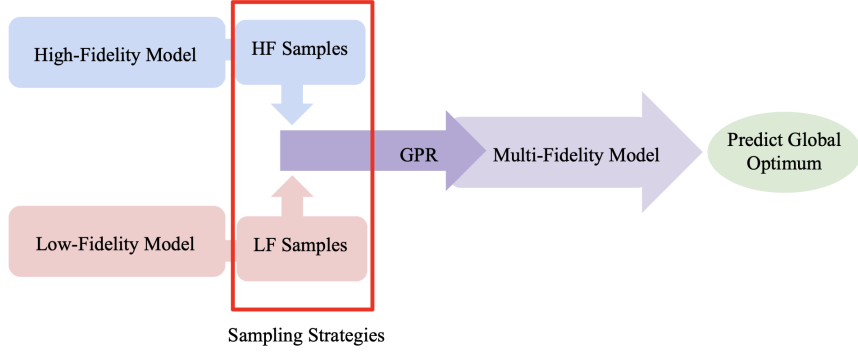 High-Fidelity Model
HF Samples
GPR
Multi-Fidelity Model
Predict Global
Optimum
Low-Fidelity Model
LF Samples
Sampling Strategies